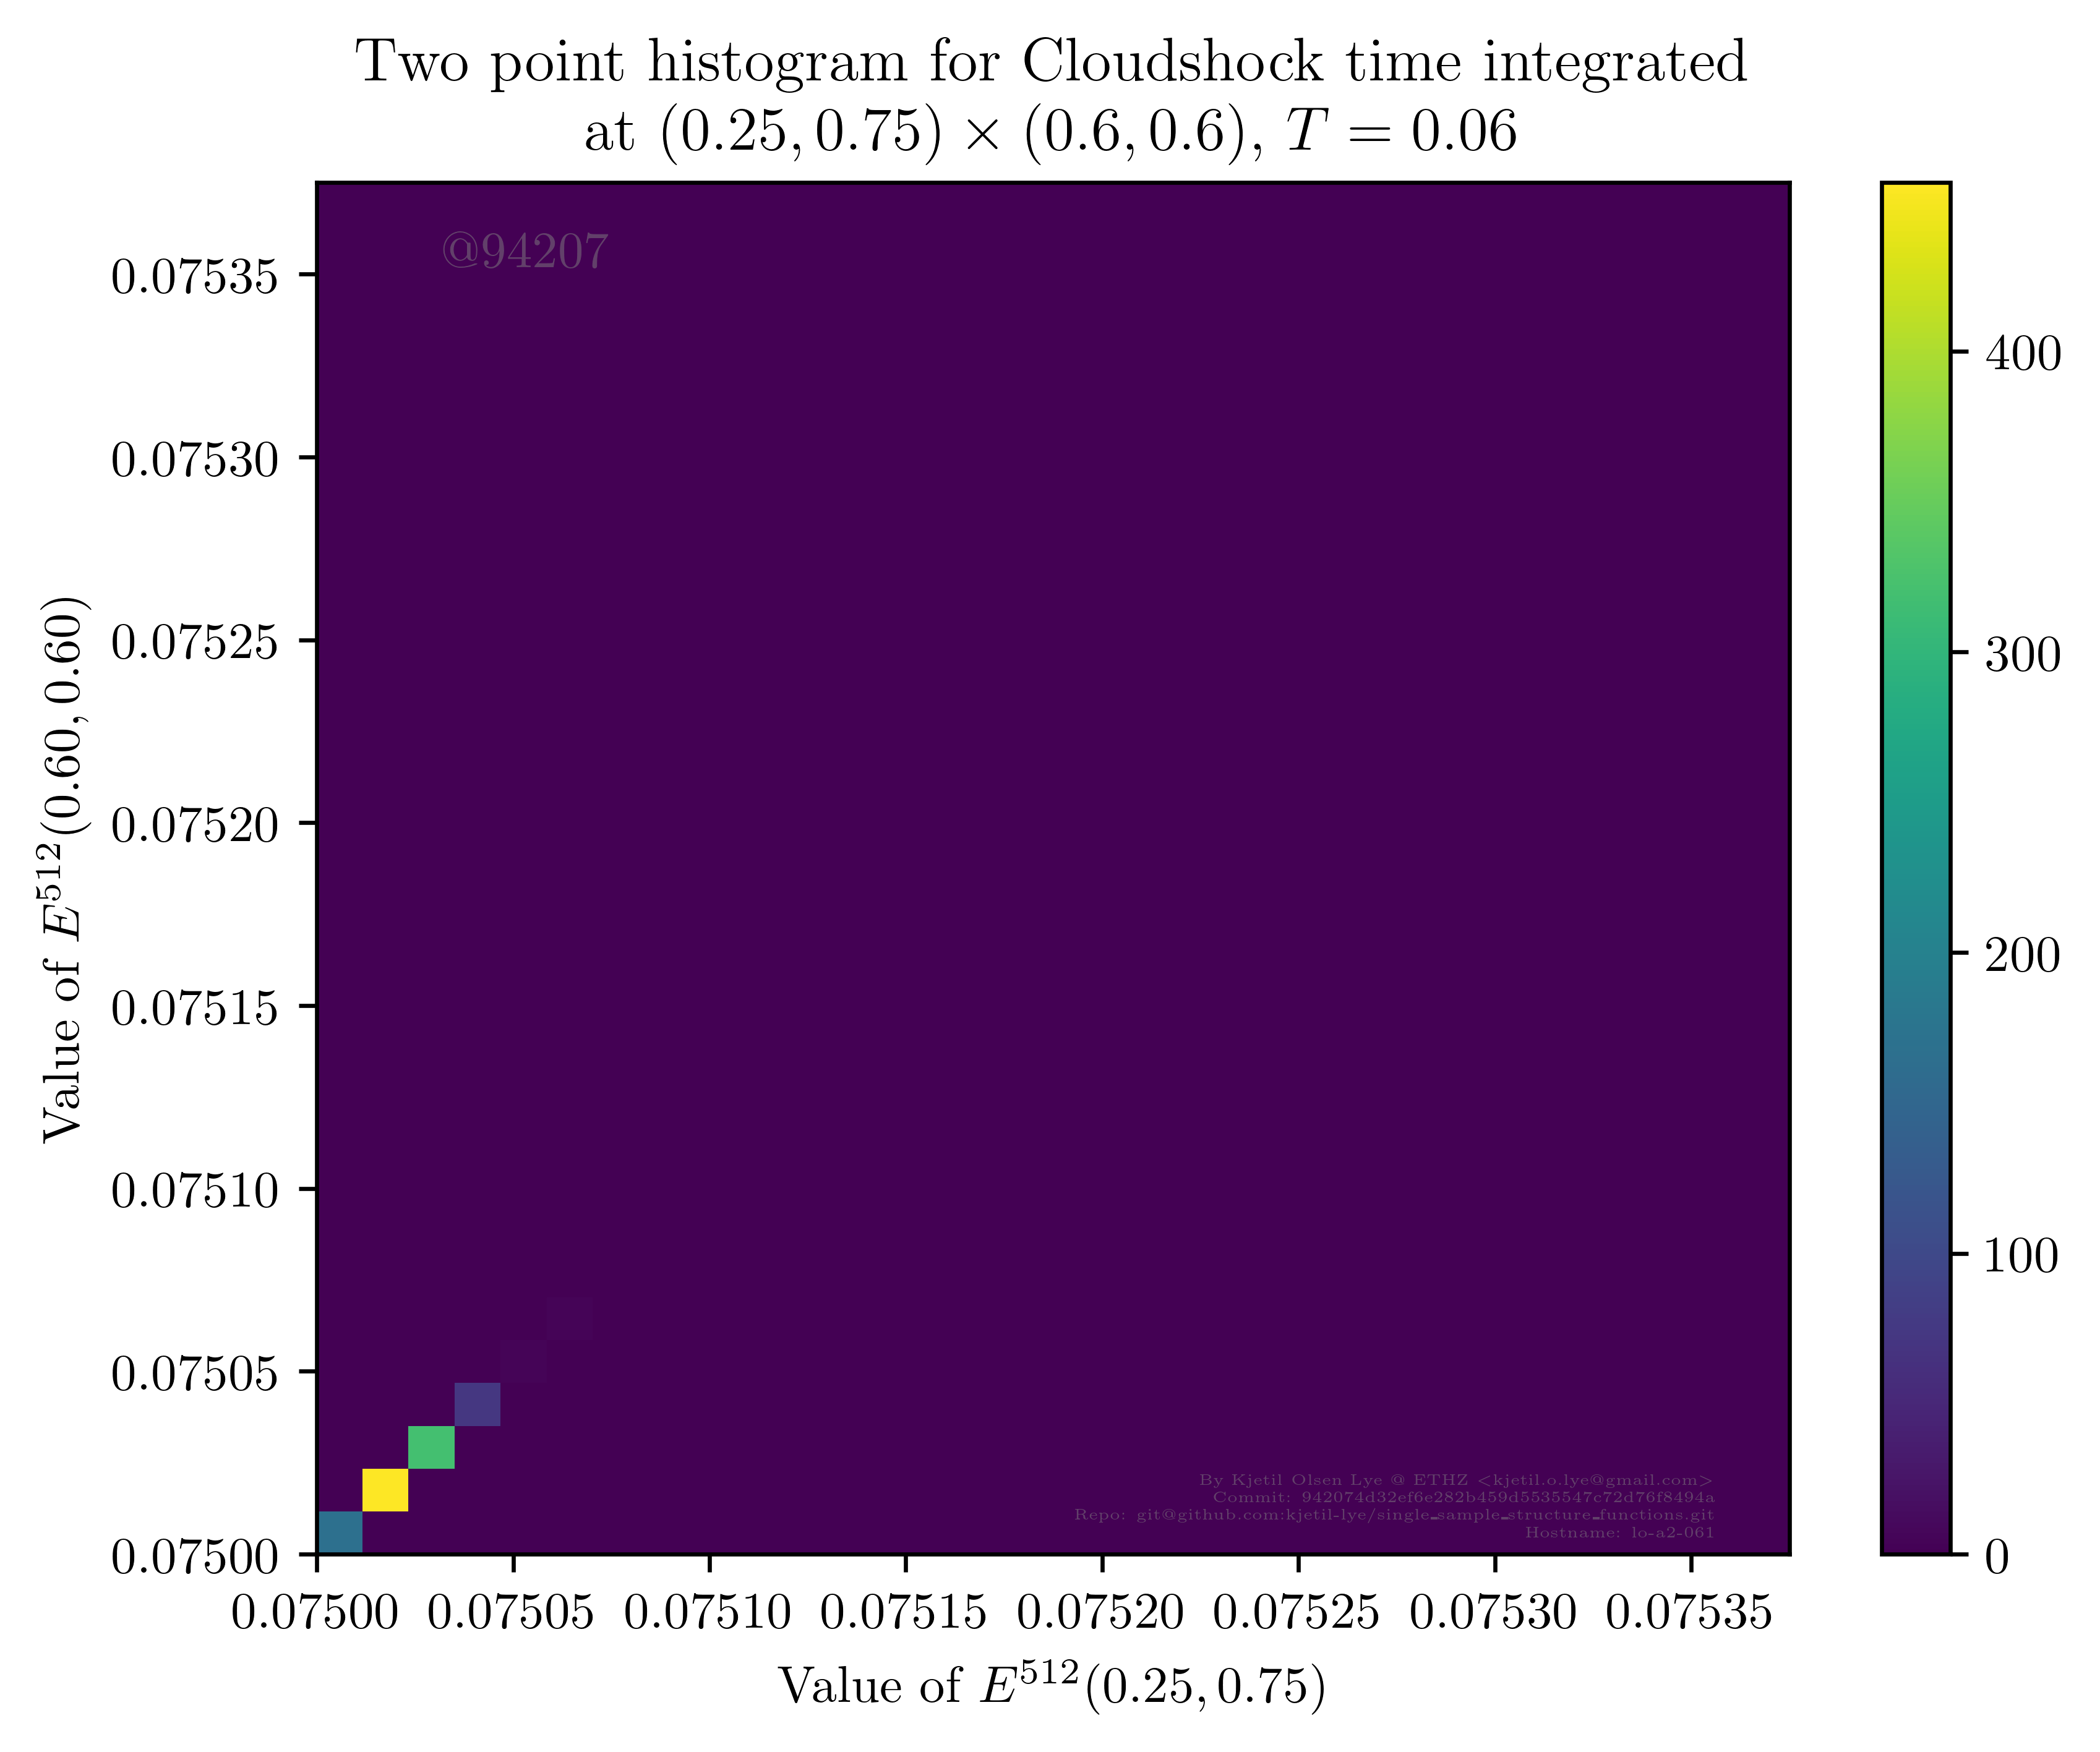 Two point histogram for Cloudshock time integrated
at (0.25, 0.75) × (0.6, 0.6), T = 0.06
@94207
0.07535
0.07530
0.07525
0.07520
0.07515
0.07510
0.07505
0.07500
Value of E^512(0.60, 0.60)
400
300
200
100
0
By Kjetil Olsen Lye @ ETHZ <kjetil.o.lye@gmail.com>
Commit: 942074d32ef6e282b459d5535547c72d76f8494a
Repo: git@github.com:kjetil-lye/single_sample_structure_functions.git
Hostname: lo-a2-061
0.07500 0.07505 0.07510 0.07515 0.07520 0.07525 0.07530 0.07535
Value of E^512(0.25, 0.75)